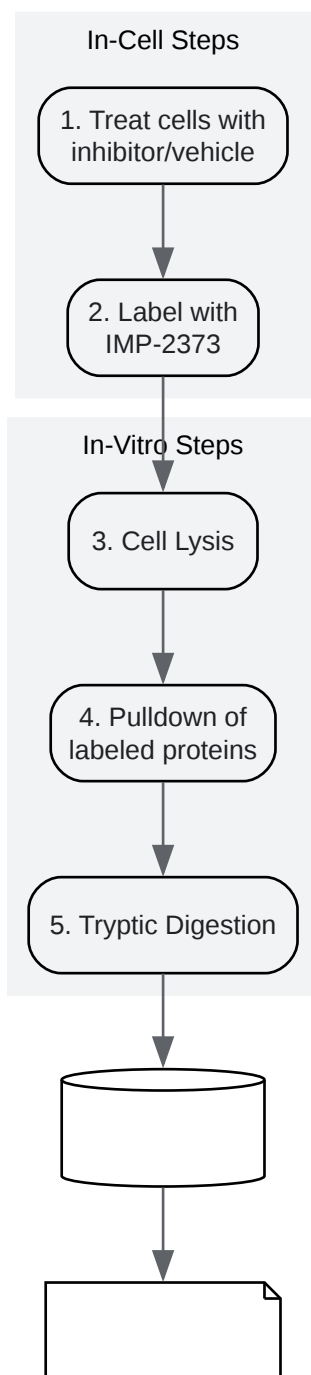 In-Cell Steps
1. Treat cells with
inhibitor/vehicle
2. Label with
IMP-2373
In-Vitro Steps
3. Cell Lysis
4. Pulldown of
labeled proteins
5. Tryptic Digestion